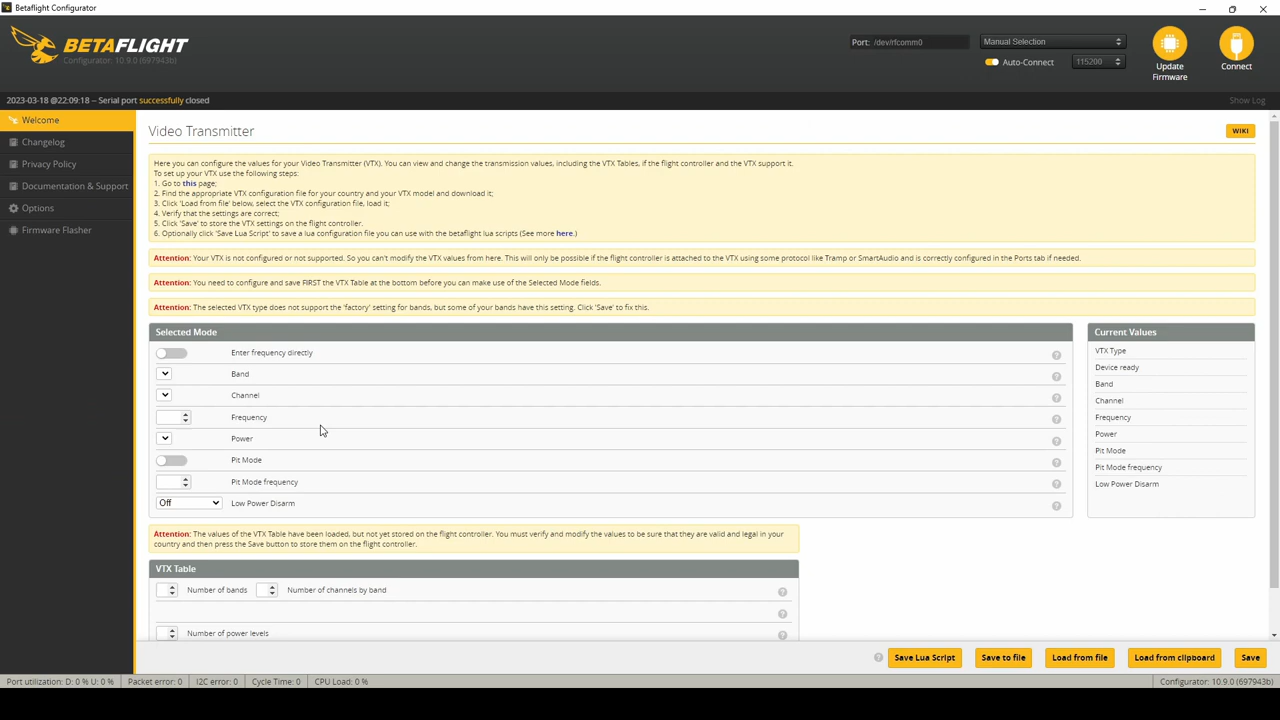 Betaflight Configurator
BETAFLIGHT
Configurator: 10.9.0 (697943b)
Port: /dev/rfcomm0
Manual Selection
Auto-Connect
115200
Update Firmware
Connect
2023-03-18 @22:09:18 -- Serial port successfully closed
Show Log
Welcome
Changelog
Privacy Policy
Documentation & Support
Options
Firmware Flasher
Video Transmitter
WIKI
Here you can configure the values for your Video Transmitter (VTX). You can view and change the transmission values, including the VTX Tables, if the flight controller and the VTX support it.
To set up your VTX use the following steps:
1. Go to this page;
2. Find the appropriate VTX configuration file for your country and your VTX model and download it;
3. Click 'Load from file' below, select the VTX configuration file, load it;
4. Verify that the settings are correct;
5. Click 'Save' to store the VTX settings on the flight controller.
6. Optionally click 'Save Lua Script' to save a lua configuration file you can use with the betaflight lua scripts (See more here.)
Attention: Your VTX is not configured or not supported. So you can't modify the VTX values from here. This will only be possible if the flight controller is attached to the VTX using some protocol like Tramp or SmartAudio and is correctly configured in the Ports tab if needed.
Attention: You need to configure and save FIRST the VTX Table at the bottom before you can make use of the Selected Mode fields.
Attention: The selected VTX type does not support the 'factory' setting for bands, but some of your bands have this setting. Click 'Save' to fix this.
Selected Mode
Enter frequency directly
Band
Channel
Frequency
Power
Pit Mode
Pit Mode frequency
Off
Low Power Disarm
Current Values
VTX Type
Device ready
Band
Channel
Frequency
Power
Pit Mode
Pit Mode frequency
Low Power Disarm
Attention: The values of the VTX Table have been loaded, but not yet stored on the flight controller. You must verify and modify the values to be sure that they are valid and legal in your
country and then press the Save button to store them on the flight controller.
VTX Table
Number of bands
Number of channels by band
Number of power levels
Save Lua Script
Save to file
Load from file
Load from clipboard
Save
Port utilization: D: 0 % U: 0 %
Packet error: 0
I2C error: 0
Cycle Time: 0
CPU Load: 0 %
Configurator: 10.9.0 (697943b)